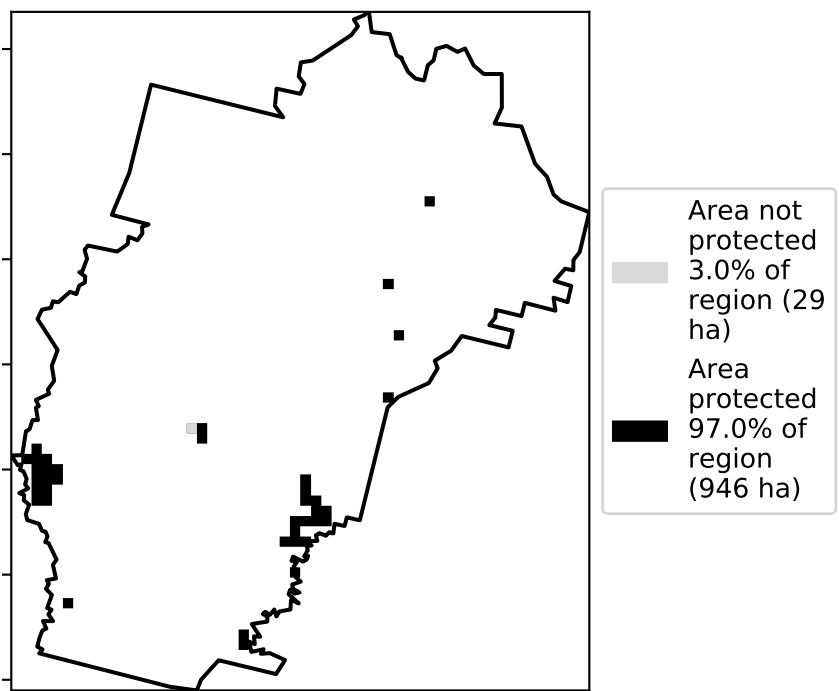 Area not
protected
3.0% of
region (29
ha)
Area
protected
97.0% of
region
(946 ha)